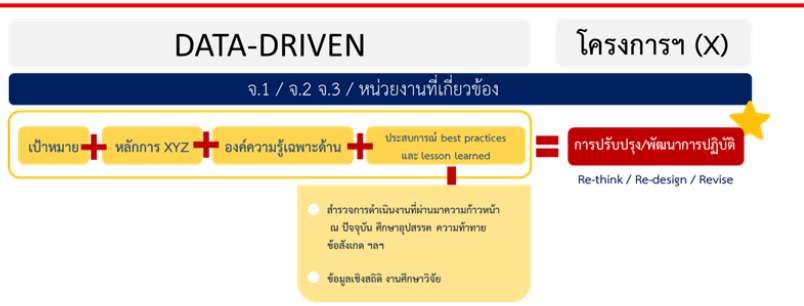 DATA-DRIVEN
โครงการฯ (X)
จ.1 / จ.2 จ.3 / หน่วยงานที่เกี่ยวข้อง
เป้าหมาย
หลักการ XYZ
องค์ความรู้เฉพาะด้าน
ประสบการณ์ best practices
และ lesson learned
การปรับปรุง/พัฒนาการปฏิบัติ
Re-think / Re-design / Revise
สำรวจการดำเนินงานที่ผ่านมาความก้าวหน้า
ณ ปัจจุบัน ศึกษาอุปสรรค ความท้าทาย
ข้อสังเกต ฯลฯ
ข้อมูลเชิงสถิติ งานศึกษาวิจัย